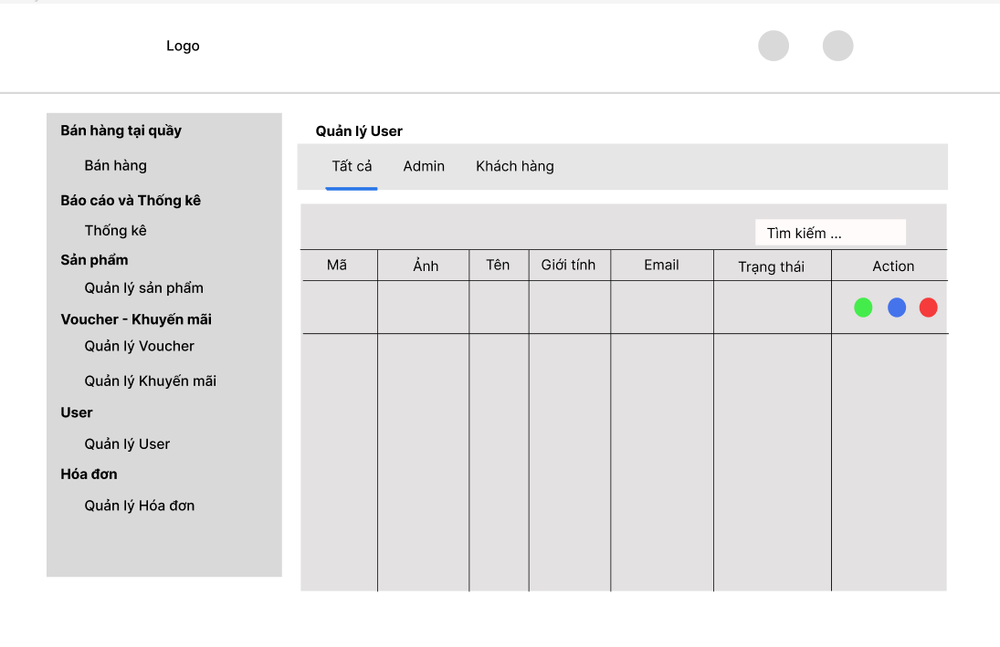 Logo
Bán hàng tại quầy
Bán hàng
Báo cáo và Thống kê
Thống kê
Sản phẩm
Quản lý sản phẩm
Voucher - Khuyến mãi
Quản lý Voucher
Quản lý Khuyến mãi
User
Quản lý User
Hóa đơn
Quản lý Hóa đơn
Quản lý User
Tất cả Admin Khách hàng
Tìm kiếm ...
Mã Ảnh Tên Giới tính Email Trạng thái Action